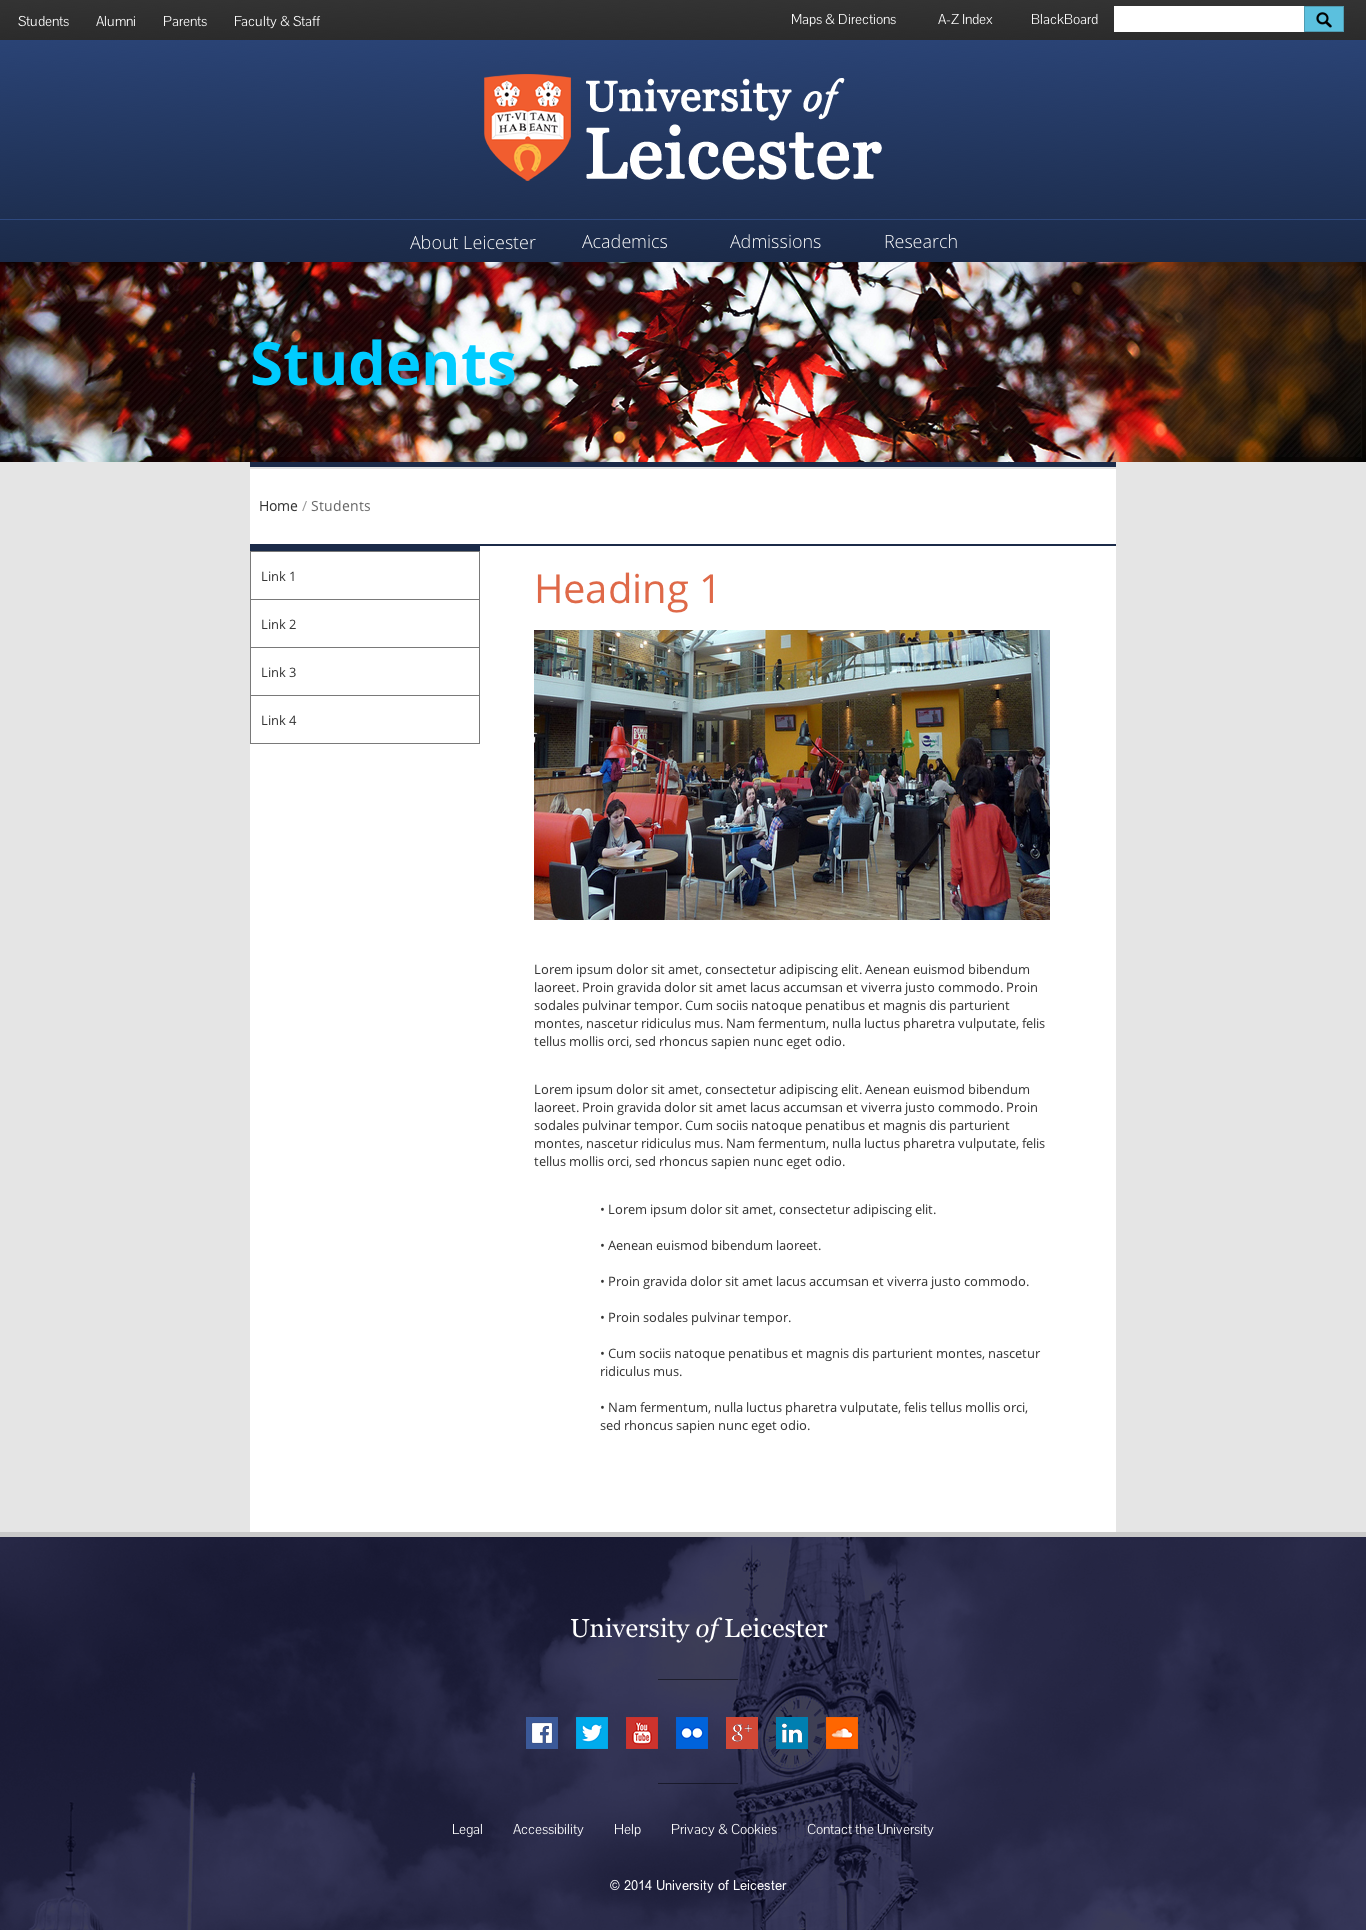 Students Alumni Parents Faculty & Staff Maps & Directions A-Z Index BlackBoard
VT·VI TAM
HABEANT
University of
Leicester
About Leicester Academics Admissions Research
Students
Home / Students
Link 1
Link 2
Link 3
Link 4
Heading 1
Lorem ipsum dolor sit amet, consectetur adipiscing elit. Aenean euismod bibendum
laoreet. Proin gravida dolor sit amet lacus accumsan et viverra justo commodo. Proin
sodales pulvinar tempor. Cum sociis natoque penatibus et magnis dis parturient
montes, nascetur ridiculus mus. Nam fermentum, nulla luctus pharetra vulputate, felis
tellus mollis orci, sed rhoncus sapien nunc eget odio.
Lorem ipsum dolor sit amet, consectetur adipiscing elit. Aenean euismod bibendum
laoreet. Proin gravida dolor sit amet lacus accumsan et viverra justo commodo. Proin
sodales pulvinar tempor. Cum sociis natoque penatibus et magnis dis parturient
montes, nascetur ridiculus mus. Nam fermentum, nulla luctus pharetra vulputate, felis
tellus mollis orci, sed rhoncus sapien nunc eget odio.
• Lorem ipsum dolor sit amet, consectetur adipiscing elit.
• Aenean euismod bibendum laoreet.
• Proin gravida dolor sit amet lacus accumsan et viverra justo commodo.
• Proin sodales pulvinar tempor.
• Cum sociis natoque penatibus et magnis dis parturient montes, nascetur
ridiculus mus.
• Nam fermentum, nulla luctus pharetra vulputate, felis tellus mollis orci,
sed rhoncus sapien nunc eget odio.
University of Leicester
You
Tube
g+
in
Legal Accessibility Help Privacy & Cookies Contact the University
© 2014 University of Leicester